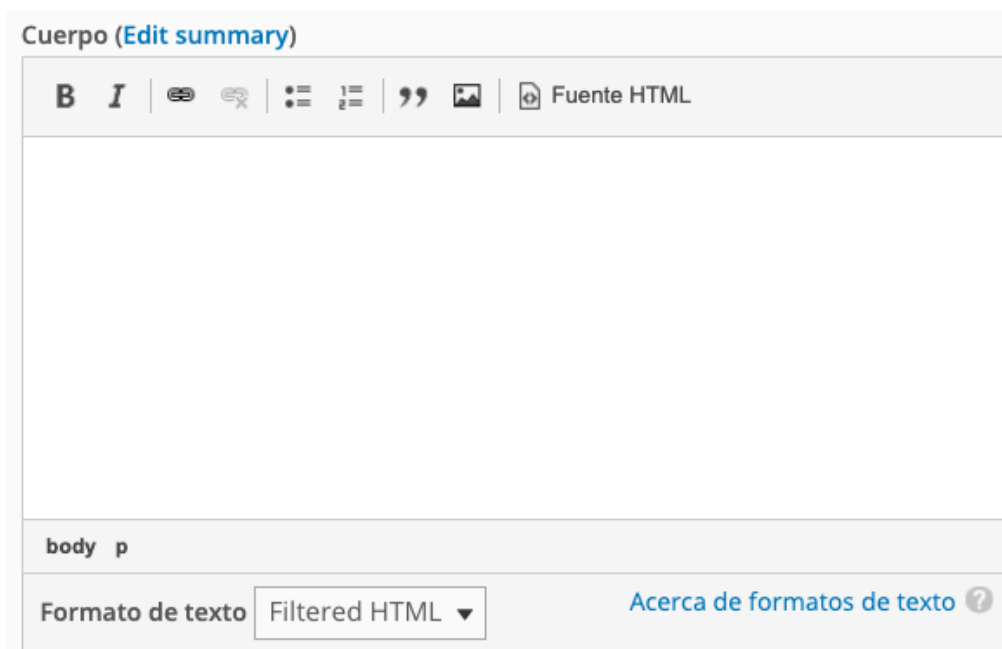 Cuerpo (Edit summary)
B I Fuente HTML
body p
Formato de texto Filtered HTML Acerca de formatos de texto ?